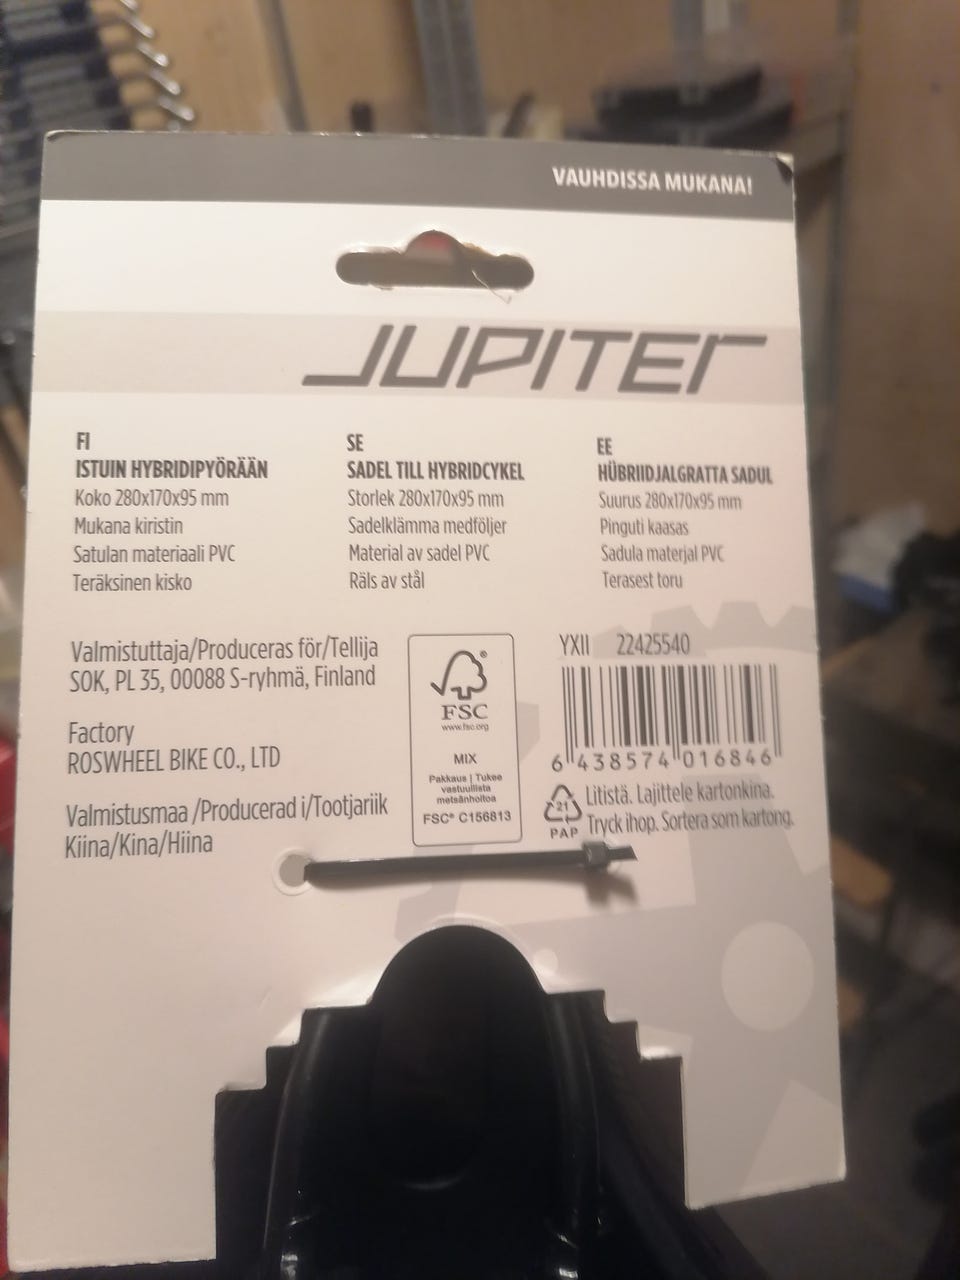 VAUHDISSA MUKANA!
JUPITER
FI
ISTUIN HYBRIDIPYÖRÄÄN
Koko 280x170x95 mm
Mukana kiristin
Satulan materiaali PVC
Teräksinen kisko
SE
SADEL TILL HYBRIDCYKEL
Storlek 280x170x95 mm
Sadelklämma medföljer
Material av sadel PVC
Räls av stål
EE
HÜBRIIDJALGRATTA SADUL
Suurus 280x170x95 mm
Pinguti kaasas
Sadula materjal PVC
Terasest toru
Valmistuttaja/Produceras för/Tellija
SOK, PL 35, 00088 S-ryhmä, Finland
Factory
ROSWHEEL BIKE CO., LTD
Valmistusmaa /Producerad i/Tootjariik
Kiina/Kina/Hiina
®
FSC
www.fsc.org
MIX
Pakkaus | Tukee
vastuullista
metsänhoitoa
FSC® C156813
YXII 22425540
6 438574 016846
21
PAP
Litistä. Lajittele kartonkina.
Tryck ihop. Sortera som kartong.